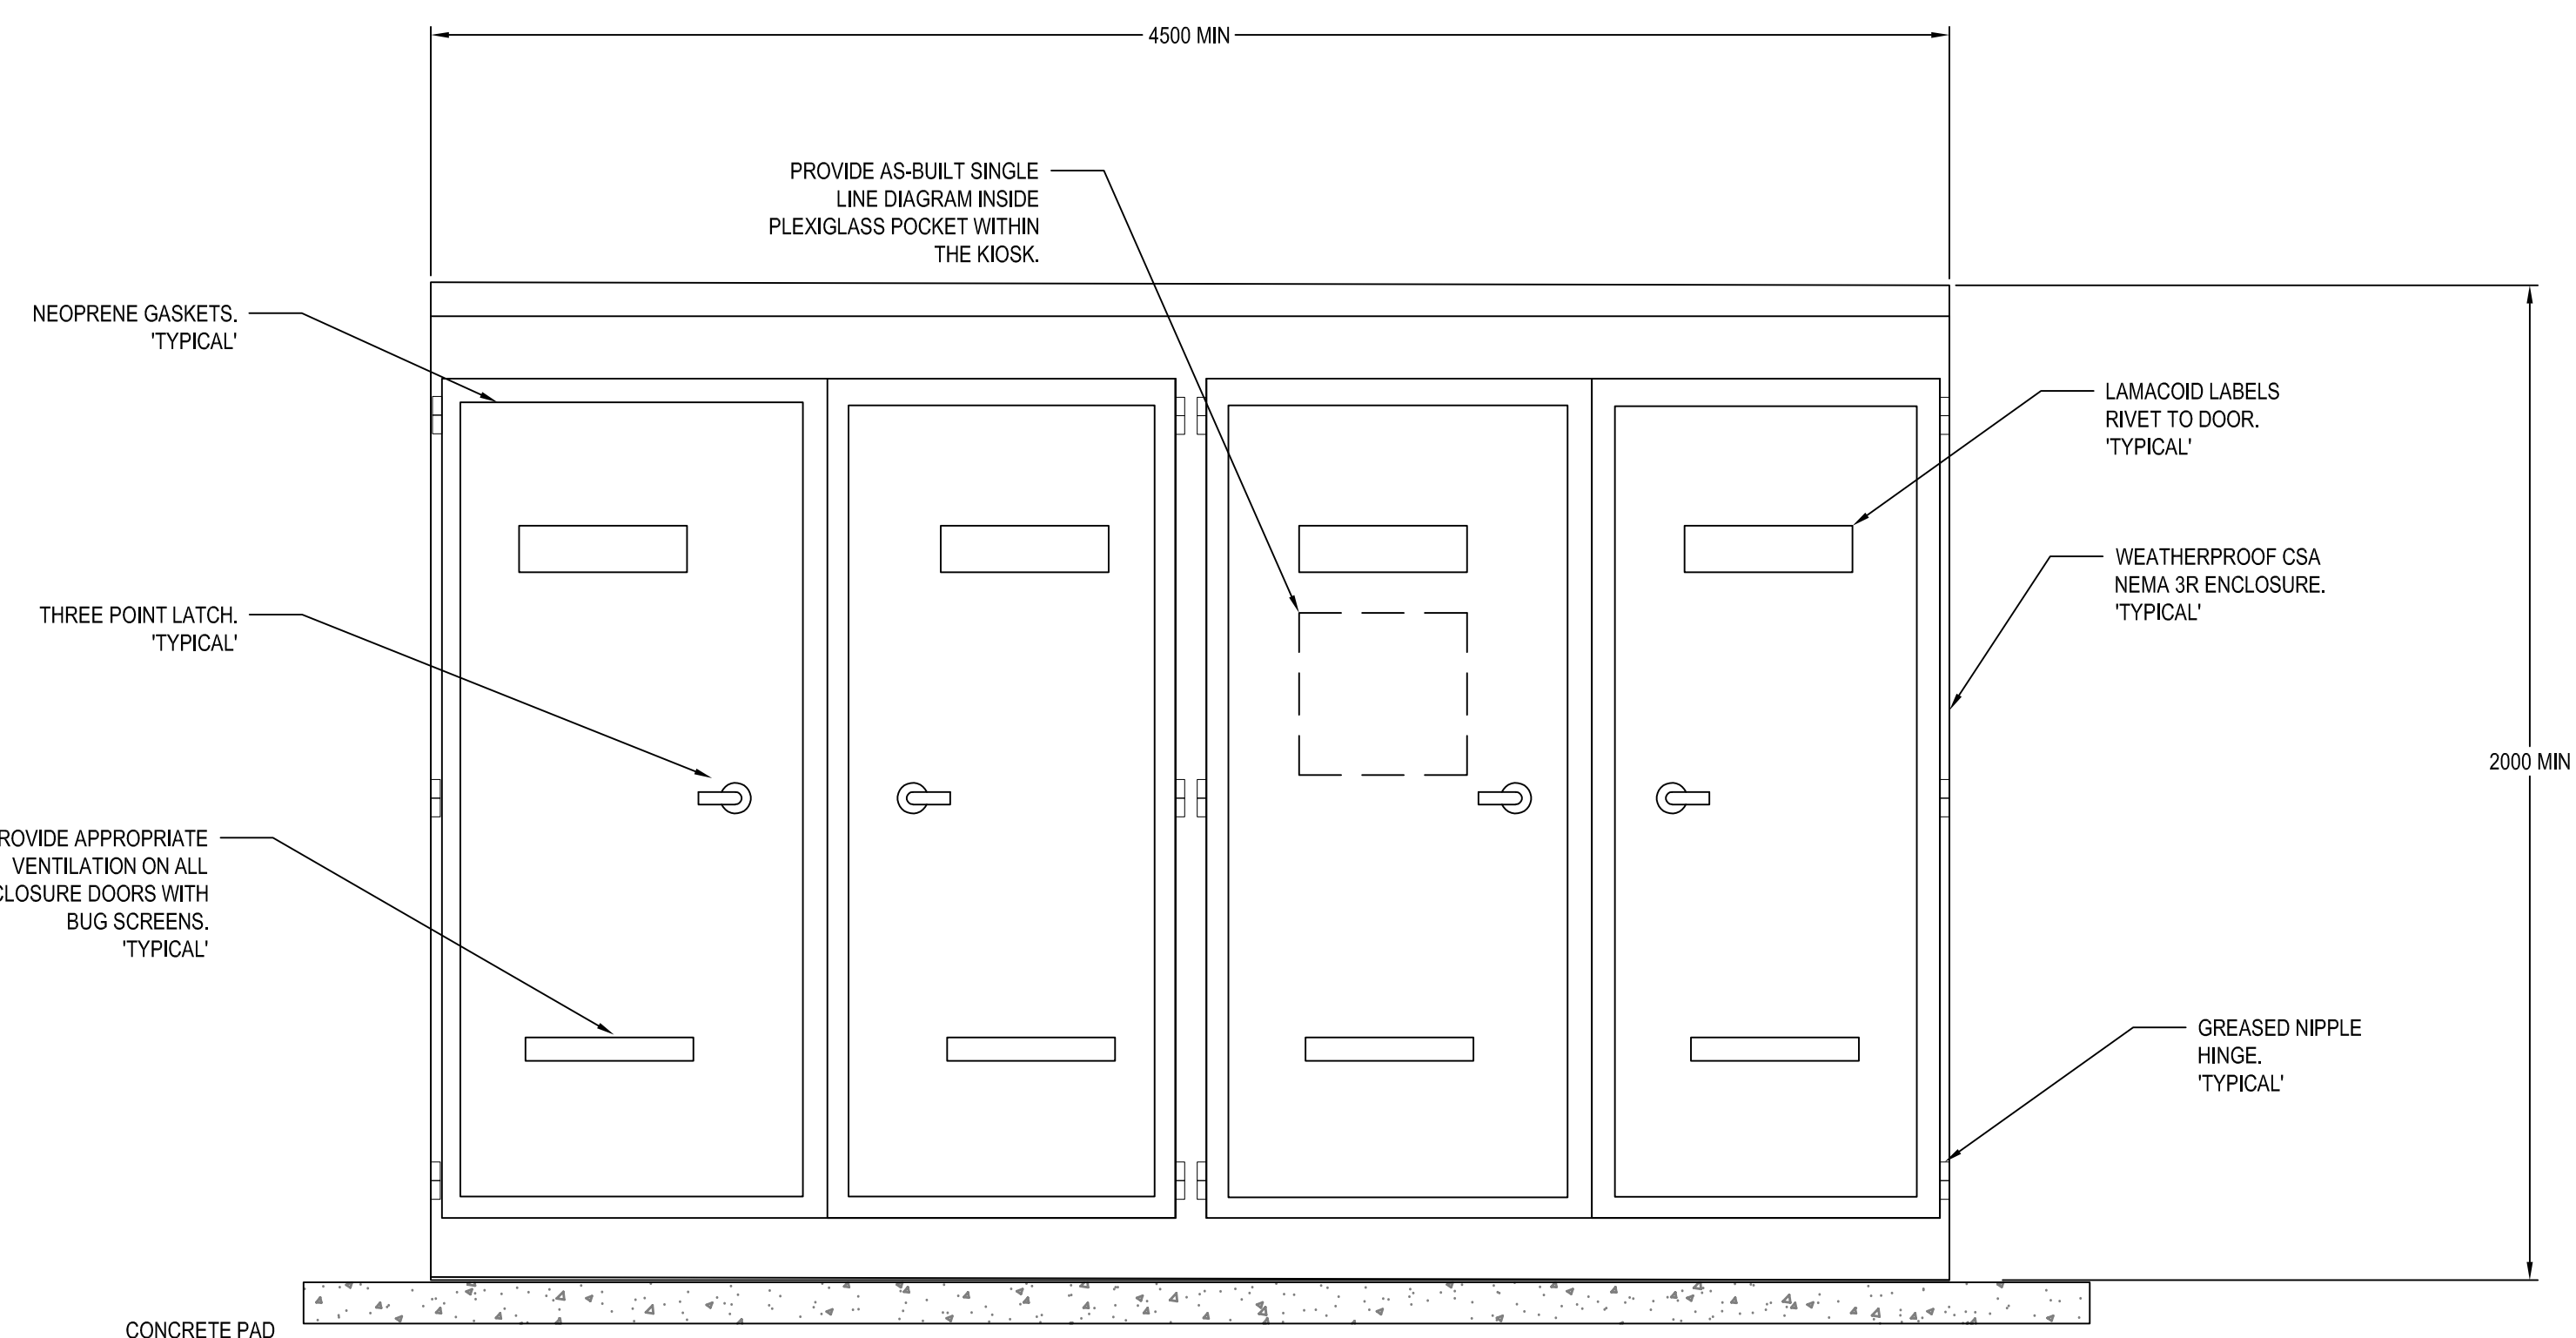 4500 MIN
PROVIDE AS-BUILT SINGLE
LINE DIAGRAM INSIDE
PLEXIGLASS POCKET WITHIN
THE KIOSK.
NEOPRENE GASKETS.
'TYPICAL'
LAMACOID LABELS
RIVET TO DOOR.
'TYPICAL'
WEATHERPROOF CSA
NEMA 3R ENCLOSURE.
'TYPICAL'
THREE POINT LATCH.
'TYPICAL'
2000 MIN
ROVIDE APPROPRIATE
VENTILATION ON ALL
CLOSURE DOORS WITH
BUG SCREENS.
'TYPICAL'
GREASED NIPPLE
HINGE.
'TYPICAL'
CONCRETE PAD